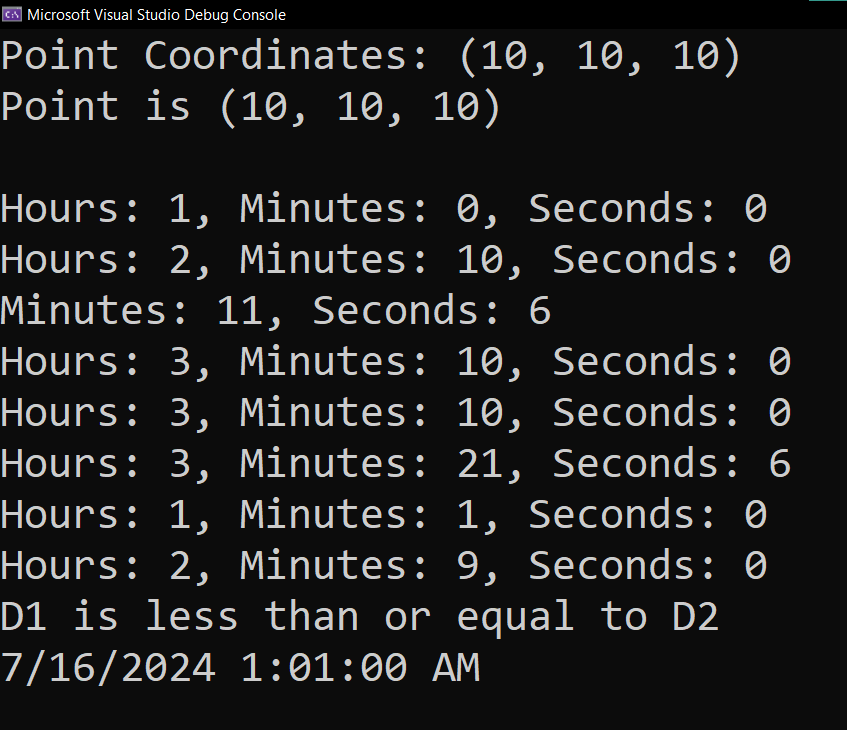 Microsoft Visual Studio Debug Console
Point Coordinates: (10, 10, 10)
Point is (10, 10, 10)
Hours: 1, Minutes: 0, Seconds: 0
Hours: 2, Minutes: 10, Seconds: 0
Minutes: 11, Seconds: 6
Hours: 3, Minutes: 10, Seconds: 0
Hours: 3, Minutes: 10, Seconds: 0
Hours: 3, Minutes: 21, Seconds: 6
Hours: 1, Minutes: 1, Seconds: 0
Hours: 2, Minutes: 9, Seconds: 0
D1 is less than or equal to D2
7/16/2024 1:01:00 AM